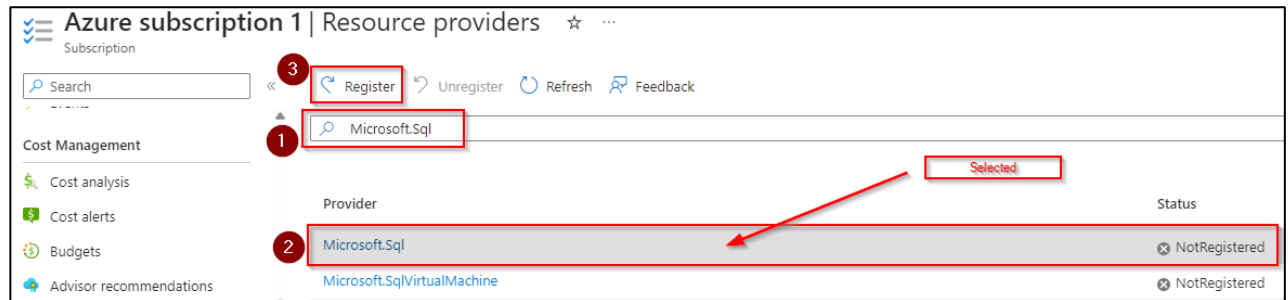 Azure subscription 1 | Resource providers
Subscription
Search
«
3
Register
Unregister
Refresh
Feedback
1
Microsoft.Sql
Cost Management
Selected
Cost analysis
Provider
Status
Cost alerts
2
Microsoft.Sql
NotRegistered
Budgets
Microsoft.SqlVirtualMachine
NotRegistered
Advisor recommendations